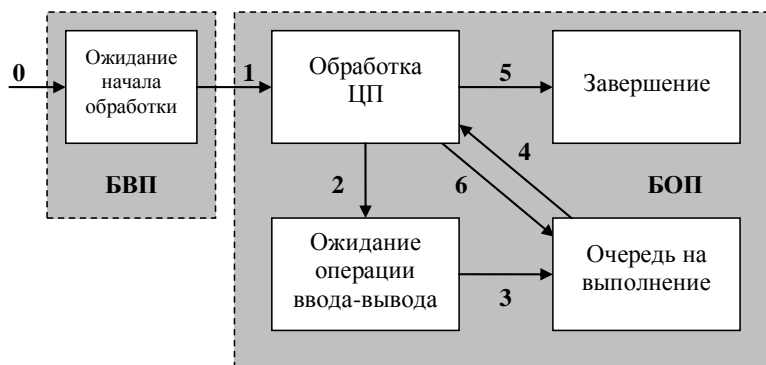 0
Ожидание
начала
обработки
1
БВП
Обработка
ЦП
5
Завершение
4
2
6
БОП
Ожидание
операции
ввода-вывода
3
Очередь на
выполнение